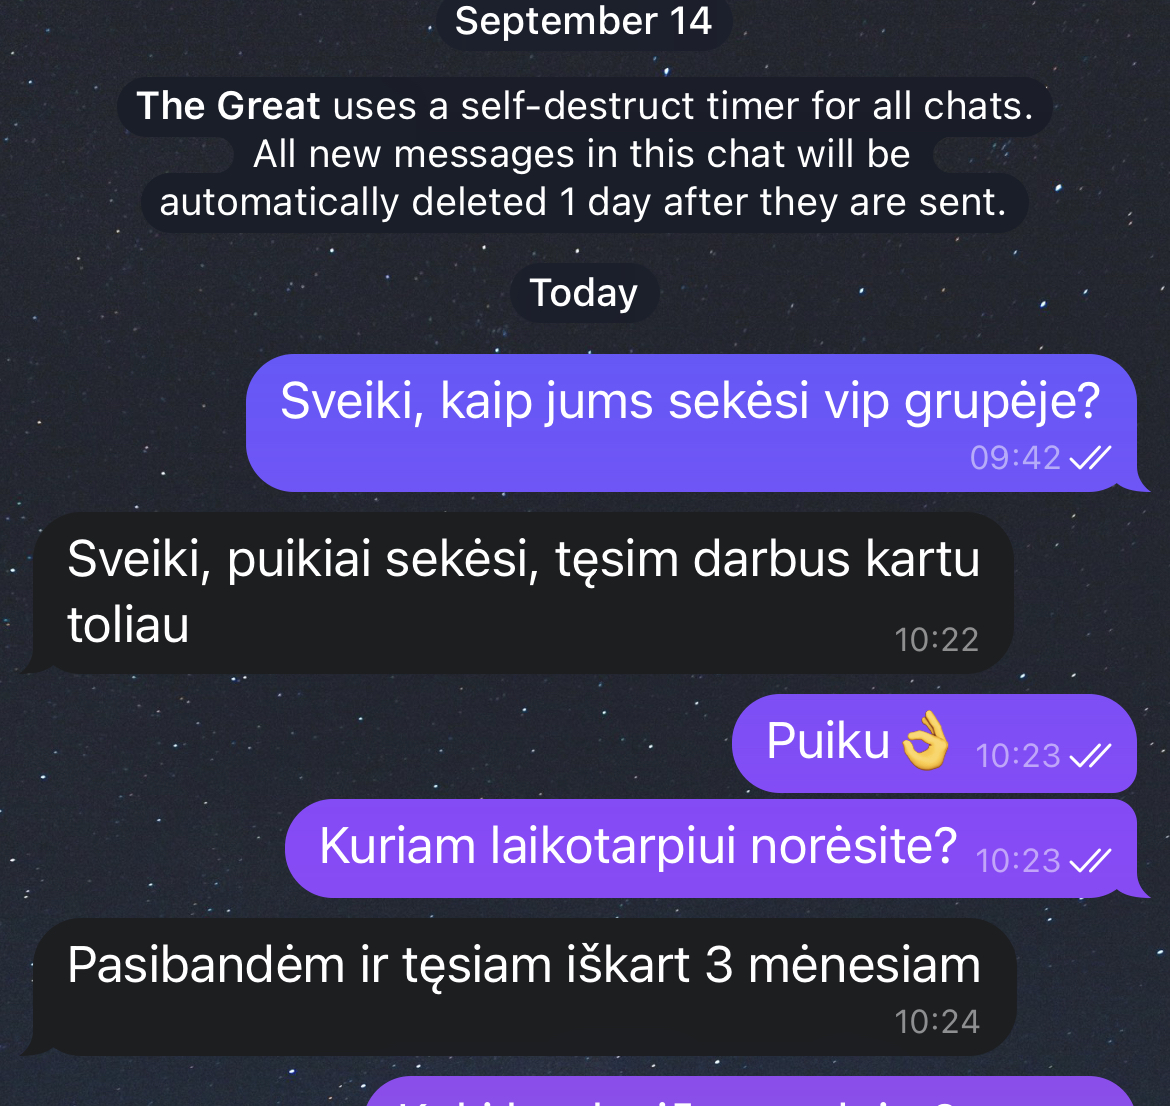 September 14
The Great uses a self-destruct timer for all chats.
All new messages in this chat will be
automatically deleted 1 day after they are sent.
Today
Sveiki, kaip jums sekėsi vip grupėje?
09:42
Sveiki, puikiai sekėsi, tęsim darbus kartu
toliau
10:22
Puiku👌 10:23
Kuriam laikotarpiui norėsite? 10:23
Pasibandėm ir tęsiam iškart 3 mėnesiam
10:24